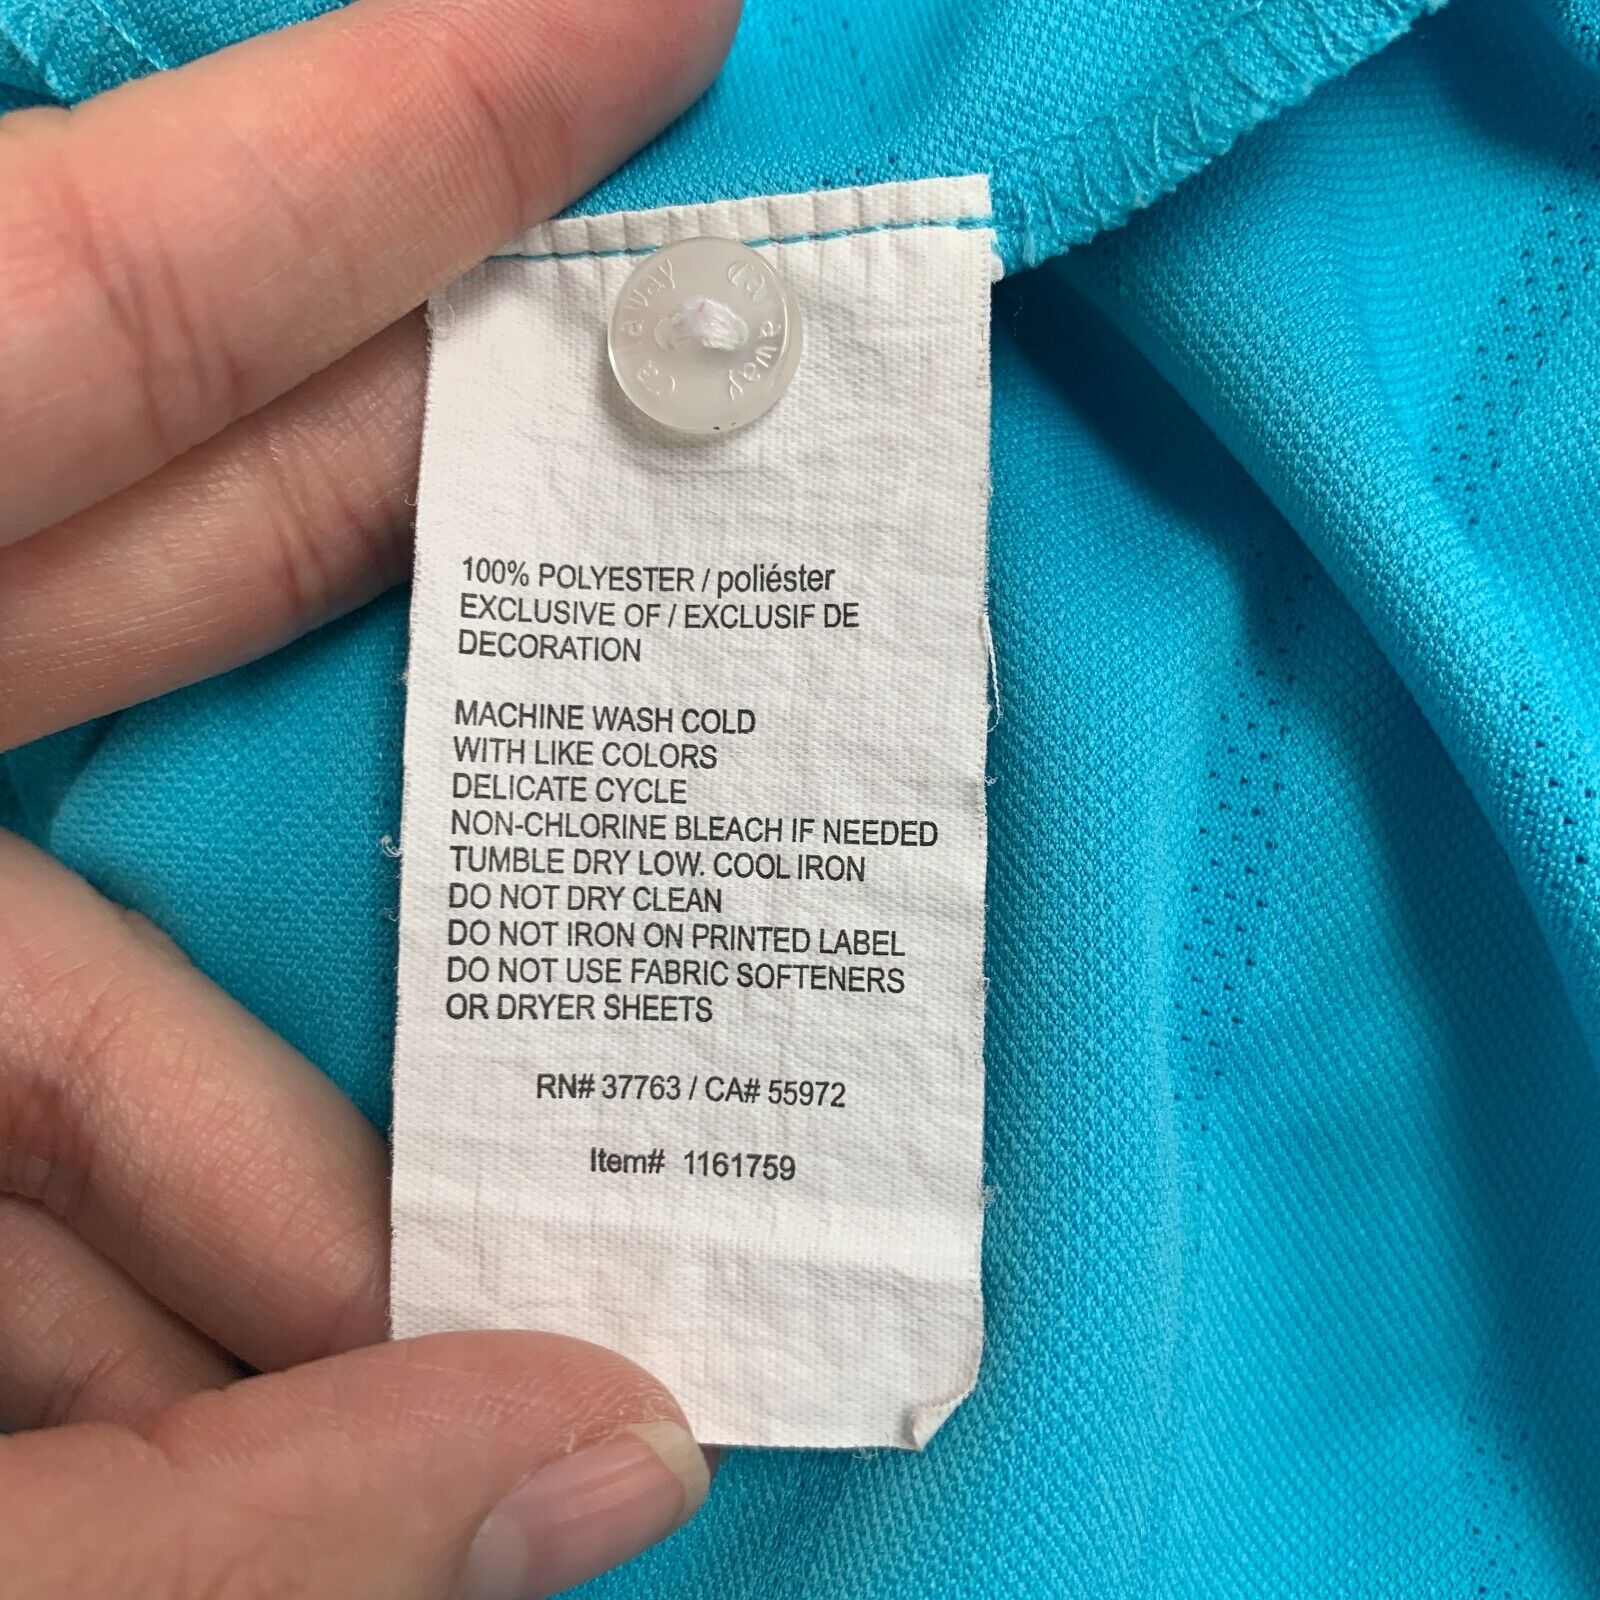 Callaway Callaway
100% POLYESTER / poliéster
EXCLUSIVE OF / EXCLUSIF DE
DECORATION
MACHINE WASH COLD
WITH LIKE COLORS
DELICATE CYCLE
NON-CHLORINE BLEACH IF NEEDED
TUMBLE DRY LOW. COOL IRON
DO NOT DRY CLEAN
DO NOT IRON ON PRINTED LABEL
DO NOT USE FABRIC SOFTENERS
OR DRYER SHEETS
RN# 37763 / CA# 55972
Item# 1161759